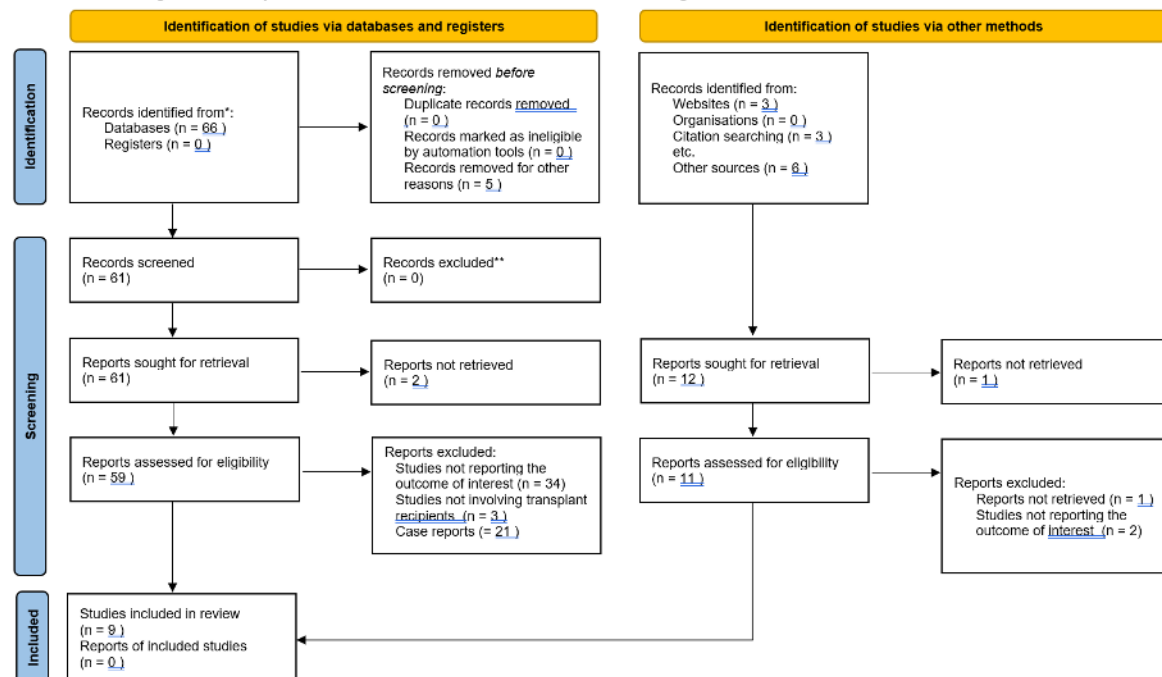 Identification of studies via databases and registers
Identification of studies via other methods
Identification
Records identified from*:
Databases (n = 66 )
Registers (n = 0 )
Records removed before
screening:
Duplicate records removed
(n = 0 )
Records marked as ineligible
by automation tools (n = 0 )
Records removed for other
reasons (n = 5 )
Records identified from:
Websites (n = 3 )
Organisations (n = 0 )
Citation searching (n = 3 )
etc.
Other sources (n = 6 )
Screening
Records screened
(n = 61)
Records excluded**
(n = 0)
Reports sought for retrieval
(n = 61)
Reports not retrieved
(n = 2 )
Reports sought for retrieval
(n = 12 )
Reports not retrieved
(n = 1 )
Reports assessed for eligibility
(n = 59 )
Reports excluded:
Studies not reporting the
outcome of interest (n = 34)
Studies not involving transplant
recipients (n = 3 )
Case reports (= 21 )
Reports assessed for eligibility
(n = 11 )
Reports excluded:
Reports not retrieved (n = 1 )
Studies not reporting the
outcome of interest (n = 2)
Included
Studies included in review
(n = 9 )
Reports of included studies
(n = 0 )